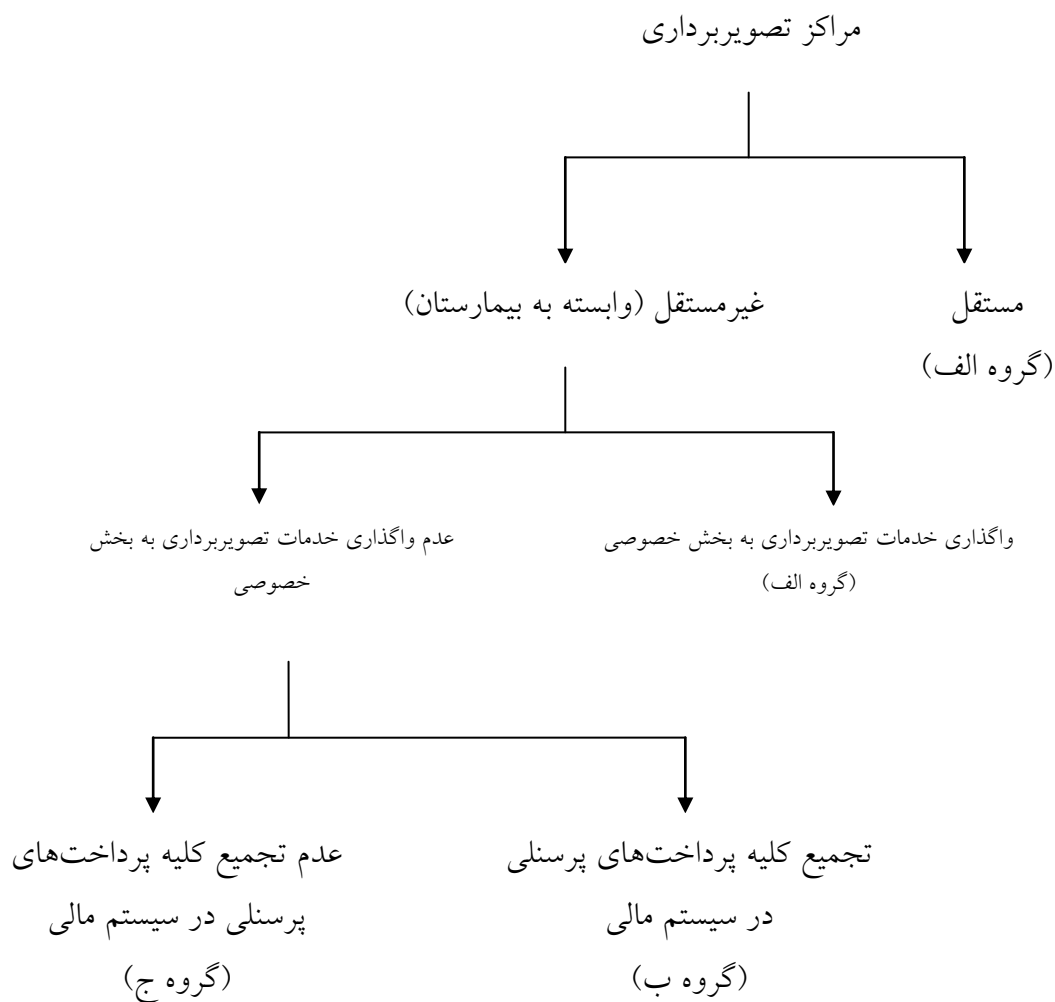 مراکز تصویربرداری
مستقل
(گروه الف)
غیرمستقل (وابسته به بیمارستان)
واگذاری خدمات تصویربرداری به بخش خصوصی
(گروه الف)
عدم واگذاری خدمات تصویربرداری به بخش
خصوصی
تجمیع کلیه پرداخت‌های پرسنلی
در سیستم مالی
(گروه ب)
عدم تجمیع کلیه پرداخت‌های
پرسنلی در سیستم مالی
(گروه ج)